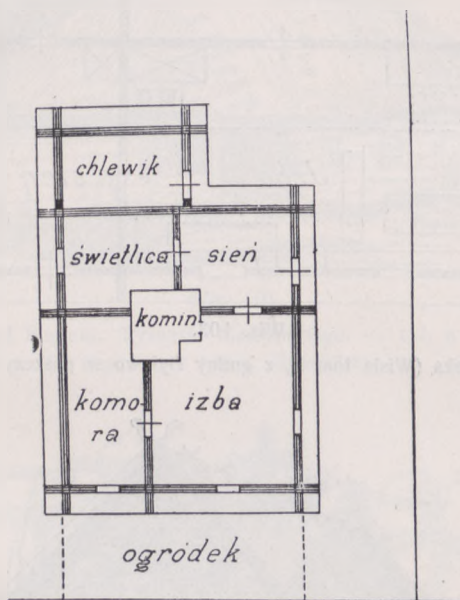 chlewik
świetlica
sień
komin
komo-
ra
izba
ogródek